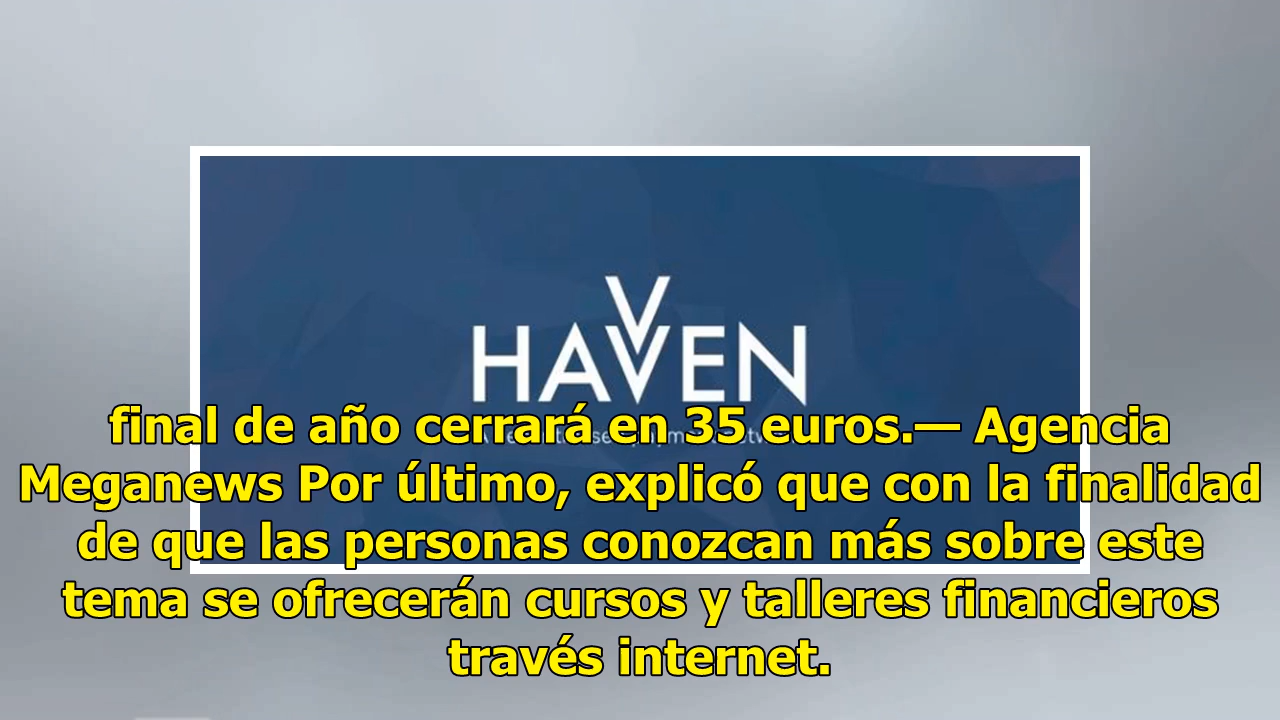 HAVEN
final de año cerrará en 35 euros.— Agencia
Meganews Por último, explicó que con la finalidad
de que las personas conozcan más sobre este
tema se ofrecerán cursos y talleres financieros
través internet.